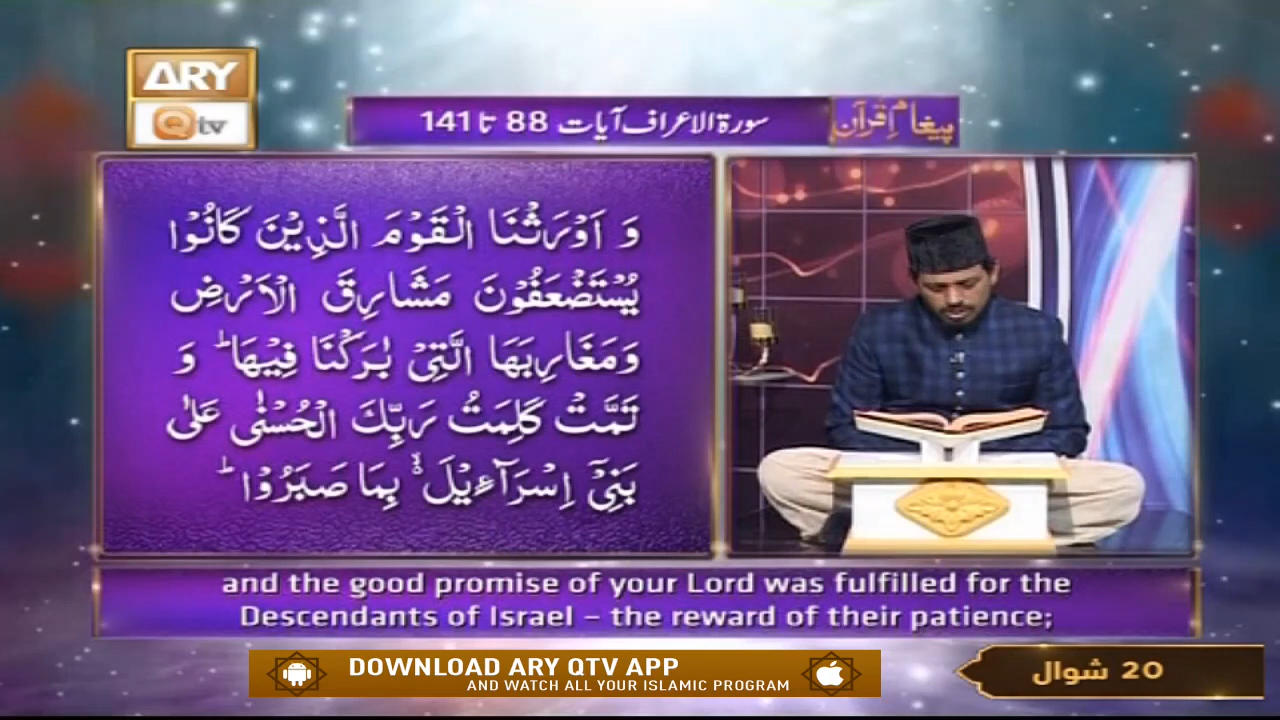 ARY
Qtv
پیغامِ قرآن
سورۃ الاعراف آیات 88 تا 141
وَ اَوۡرَثۡنَا الۡقَوۡمَ الَّذِیۡنَ کَانُوۡا
یُسۡتَضۡعَفُوۡنَ مَشَارِقَ الۡاَرۡضِ
وَمَغَارِبَهَا الَّتِیۡ بٰرَکۡنَا فِیۡهَا ؕ وَ
تَمَّتۡ کَلِمَتُ رَبِّکَ الۡحُسۡنٰی عَلٰی
بَنِیۡۤ اِسۡرَآءِیۡلَ ۬ۙ بِمَا صَبَرُوۡا ؕ
and the good promise of your Lord was fulfilled for the
Descendants of Israel – the reward of their patience;
DOWNLOAD ARY QTV APP
AND WATCH ALL YOUR ISLAMIC PROGRAM
20 شوال